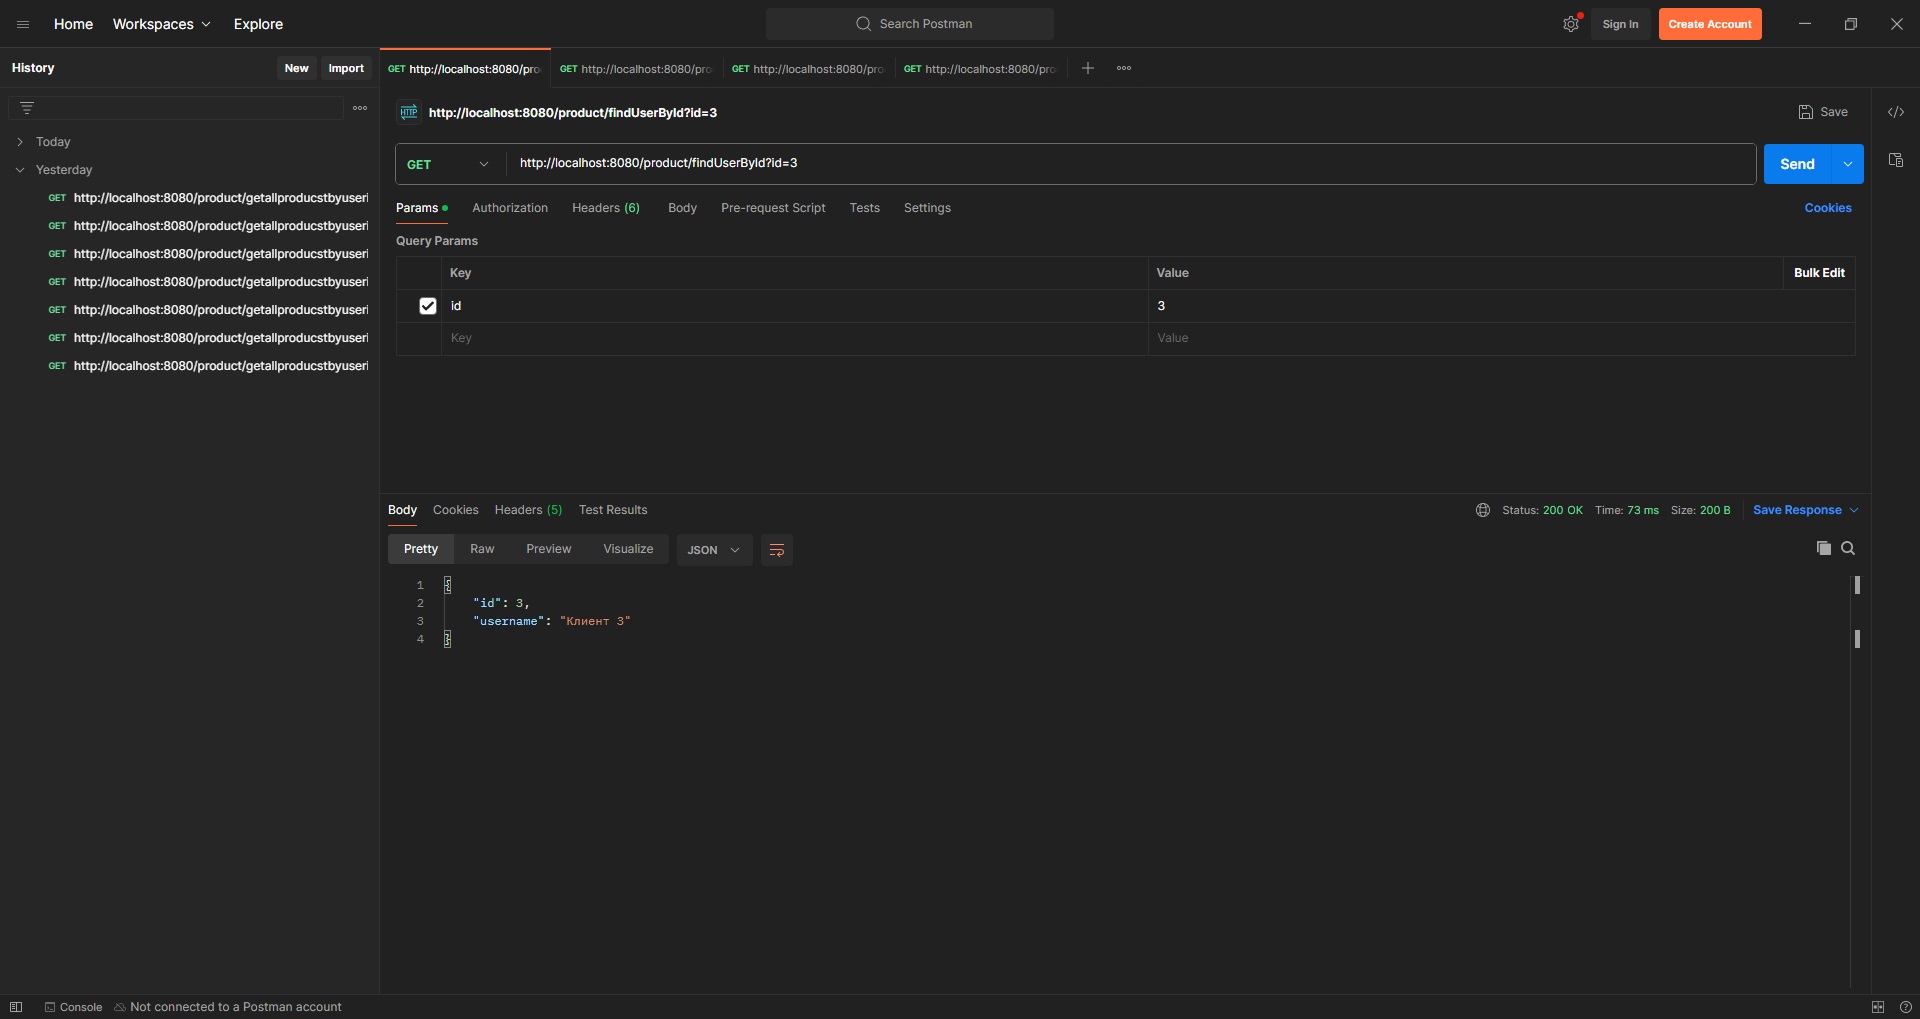 Home Workspaces Explore Search Postman Sign In Create Account
History New Import
GET http://localhost:8080/pro GET http://localhost:8080/pro GET http://localhost:8080/pro GET http://localhost:8080/pro
HTTP http://localhost:8080/product/findUserById?id=3 Save
Today
Yesterday
GET http://localhost:8080/product/getallproducstbyuseri
GET http://localhost:8080/product/getallproducstbyuseri
GET http://localhost:8080/product/getallproducstbyuseri
GET http://localhost:8080/product/getallproducstbyuseri
GET http://localhost:8080/product/getallproducstbyuseri
GET http://localhost:8080/product/getallproducstbyuseri
GET http://localhost:8080/product/getallproducstbyuseri
GET http://localhost:8080/product/findUserById?id=3 Send
Params Authorization Headers (6) Body Pre-request Script Tests Settings Cookies
Query Params
Key Value Bulk Edit
id 3
Key Value
Body Cookies Headers (5) Test Results Status: 200 OK Time: 73 ms Size: 200 B Save Response
Pretty Raw Preview Visualize JSON
1 {
2 "id": 3,
3 "username": "Клиент 3"
4 }
Console Not connected to a Postman account